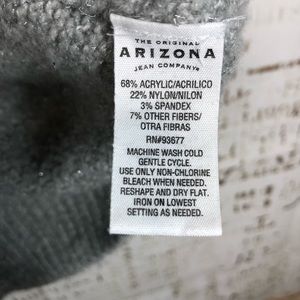 THE ORIGINAL
ARIZONA
JEAN COMPANY®
68% ACRYLIC/ACRILICO
22% NYLON/NILON
3% SPANDEX
7% OTHER FIBERS/
OTRA FIBRAS
RN#93677
MACHINE WASH COLD
GENTLE CYCLE.
USE ONLY NON-CHLORINE
BLEACH WHEN NEEDED.
RESHAPE AND DRY FLAT.
IRON ON LOWEST
SETTING AS NEEDED.